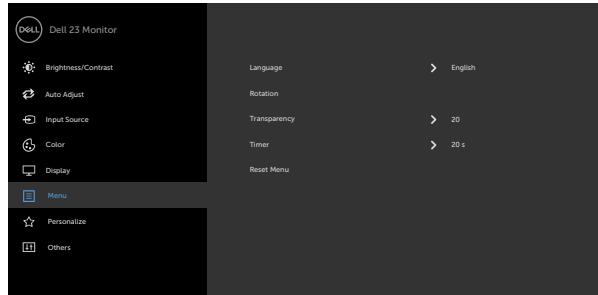 DELL Dell 23 Monitor
Brightness/Contrast
Auto Adjust
Input Source
Color
Display
Menu
Personalize
Others
Language English
Rotation
Transparency 20
Timer 20 s
Reset Menu